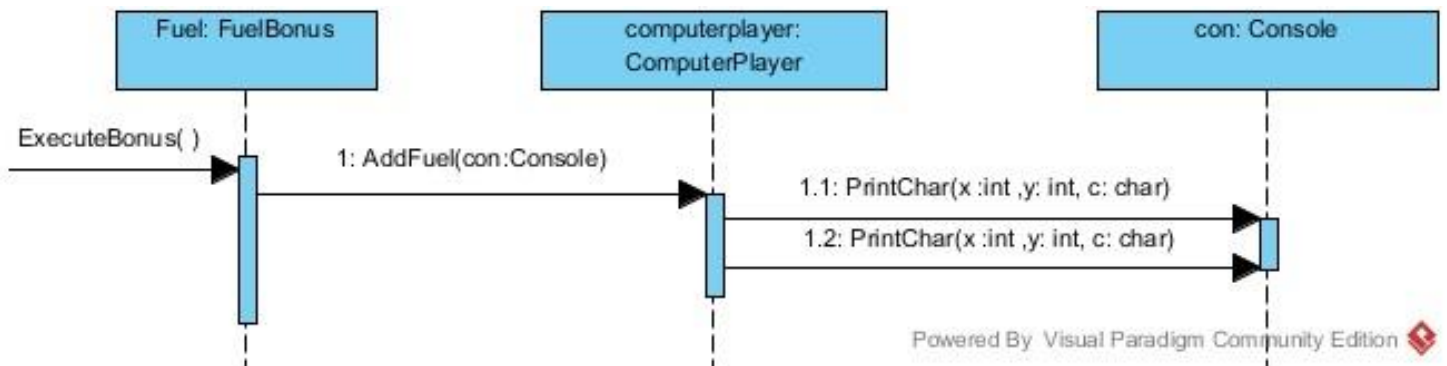 Fuel: FuelBonus
computerplayer:
ComputerPlayer
con: Console
ExecuteBonus( )
1: AddFuel(con:Console)
1.1: PrintChar(x :int ,y: int, c: char)
1.2: PrintChar(x :int ,y: int, c: char)
Powered By Visual Paradigm Community Edition